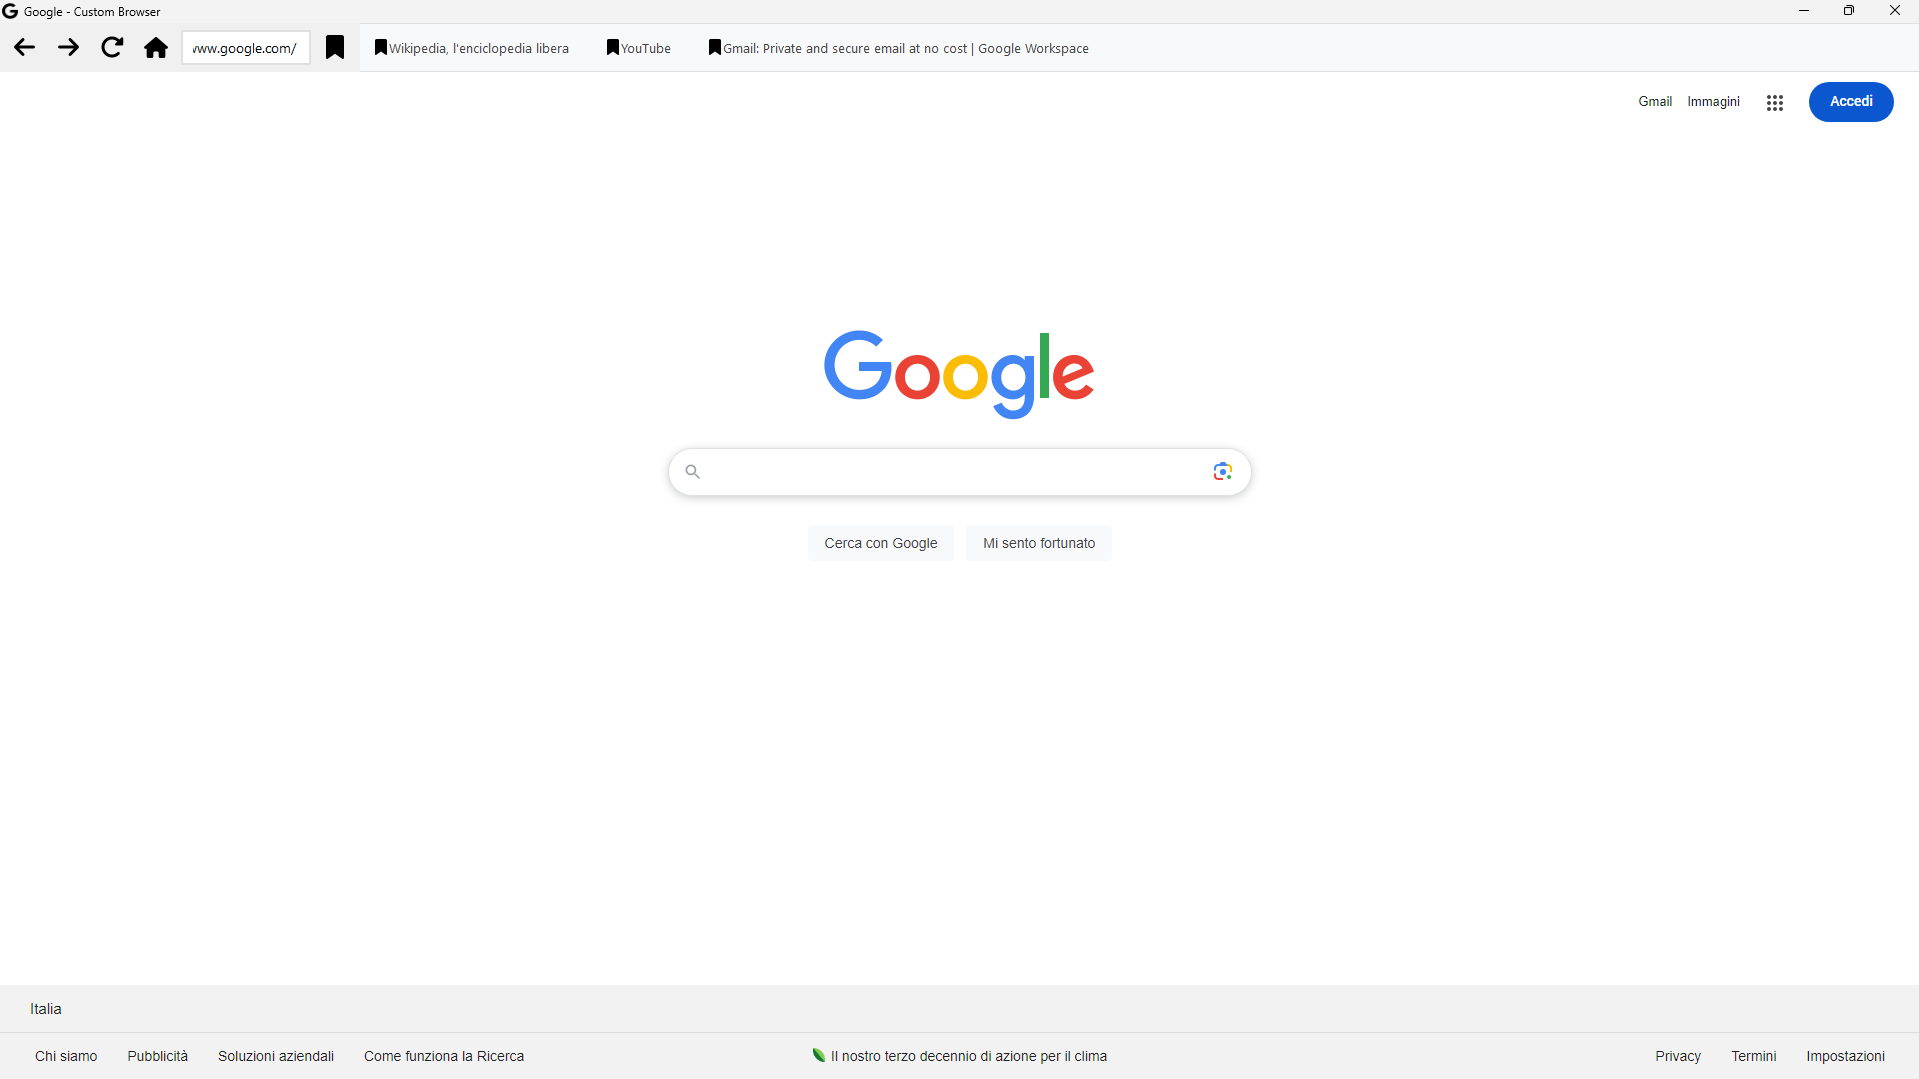 Google - Custom Browser
www.google.com/
Wikipedia, l'enciclopedia libera
YouTube
Gmail: Private and secure email at no cost | Google Workspace
Gmail
Immagini
Accedi
Google
Cerca con Google
Mi sento fortunato
Italia
Chi siamo
Pubblicità
Soluzioni aziendali
Come funziona la Ricerca
Il nostro terzo decennio di azione per il clima
Privacy
Termini
Impostazioni